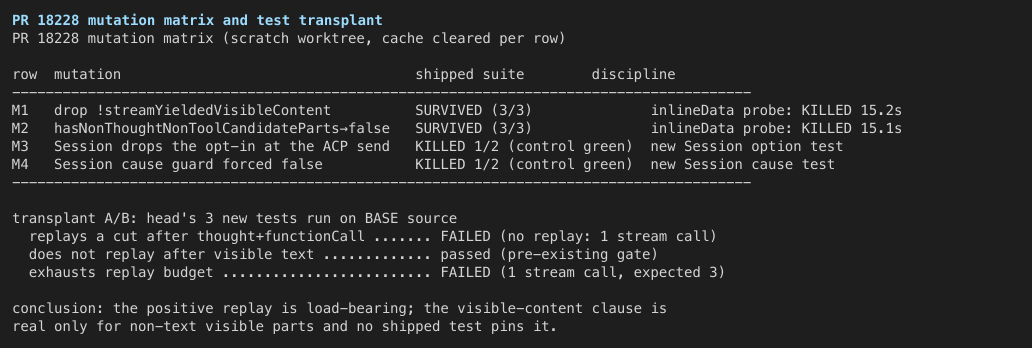 PR 18228 mutation matrix and test transplant
PR 18228 mutation matrix (scratch worktree, cache cleared per row)
row  mutation                                    shipped suite        discipline
-----------------------------------------------------------------------------------------
M1   drop !streamYieldedVisibleContent           SURVIVED (3/3)              inlineData probe: KILLED 15.2s
M2   hasNonThoughtNonToolCandidateParts→false    SURVIVED (3/3)              inlineData probe: KILLED 15.1s
M3   Session drops the opt-in at the ACP send    KILLED 1/2 (control green)  new Session option test
M4   Session cause guard forced false            KILLED 1/2 (control green)  new Session cause test
-----------------------------------------------------------------------------------------
transplant A/B: head's 3 new tests run on BASE source
  replays a cut after thought+functionCall ....... FAILED (no replay: 1 stream call)
  does not replay after visible text ............. passed (pre-existing gate)
  exhausts replay budget ......................... FAILED (1 stream call, expected 3)
conclusion: the positive replay is load-bearing; the visible-content clause is
real only for non-text visible parts and no shipped test pins it.